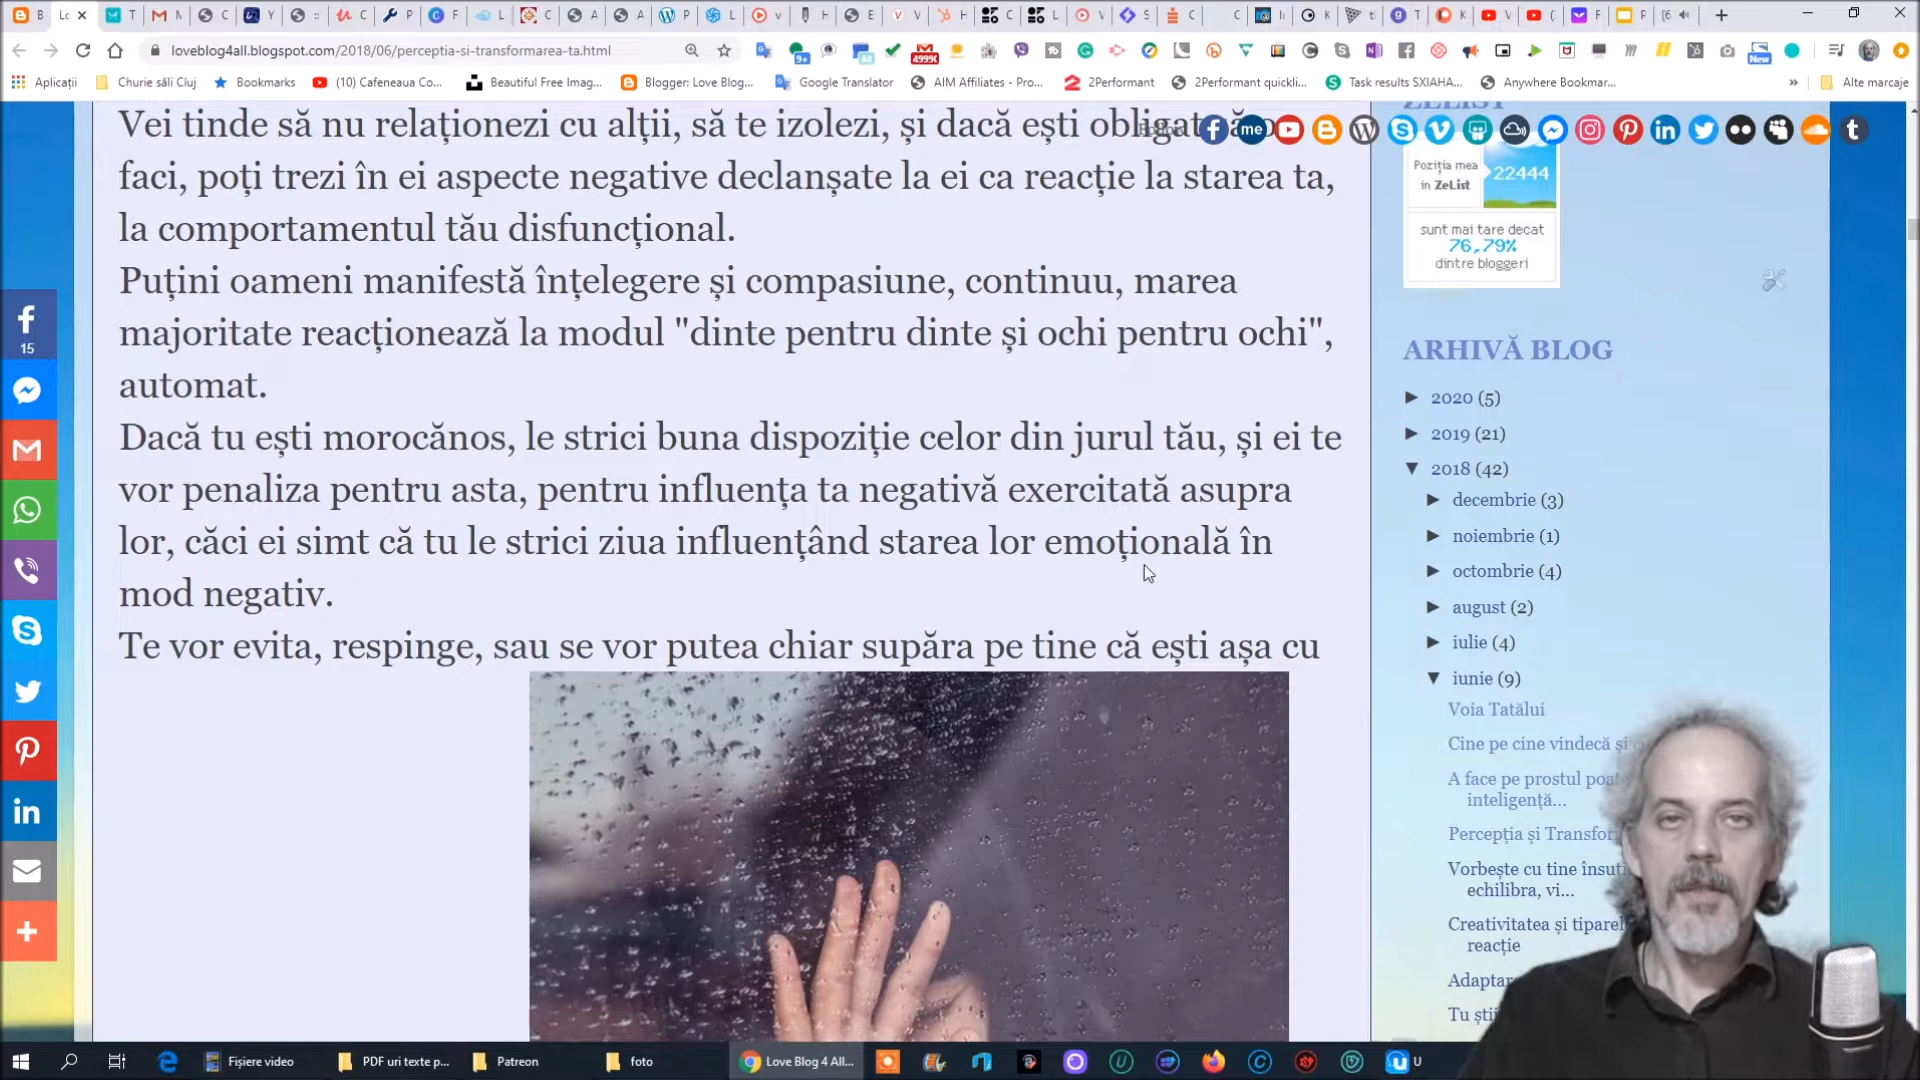 loveblog4all.blogspot.com/2018/06/perceptia-si-transformarea-ta.html
Aplicații
Churie săli Cluj
Bookmarks
(10) Cafeneaua Co...
Beautiful Free Imag...
Blogger: Love Blog...
Google Translator
AIM Affiliates - Pro...
2Performant
2Performant quickli...
Task results SXIAHA...
Anywhere Bookmar...
Alte marcaje
Vei tinde să nu relaționezi cu alții, să te izolezi, și dacă ești
faci, poți trezi în ei aspecte negative declanșate la ei ca reacție la starea ta,
la comportamentul tău disfuncțional.
Puțini oameni manifestă înțelegere și compasiune, continuu, marea
majoritate reacționează la modul "dinte pentru dinte și ochi pentru ochi",
automat.
Dacă tu ești morocănos, le strici buna dispoziție celor din jurul tău, și ei te
vor penaliza pentru asta, pentru influența ta negativă exercitată asupra
lor, căci ei simt că tu le strici ziua influențând starea lor emoțională în
mod negativ.
Te vor evita, respinge, sau se vor putea chiar supăra pe tine că ești așa cu
15
ZELIST
Poziția mea
in ZeList
22444
sunt mai tare decat
76,79%
dintre bloggeri
ARHIVĂ BLOG
2020 (5)
2019 (21)
2018 (42)
decembrie (3)
noiembrie (1)
octombrie (4)
august (2)
iulie (4)
iunie (9)
Voia Tatălui
Cine pe cine vindecă și
A face pe prostul
inteligență...
Percepția și
Vorbește cu tine
echilibra, vi...
Creativitatea și
reacție
Tu
Fișiere video
PDF uri texte p...
Patreon
foto
Love Blog 4 All...
U